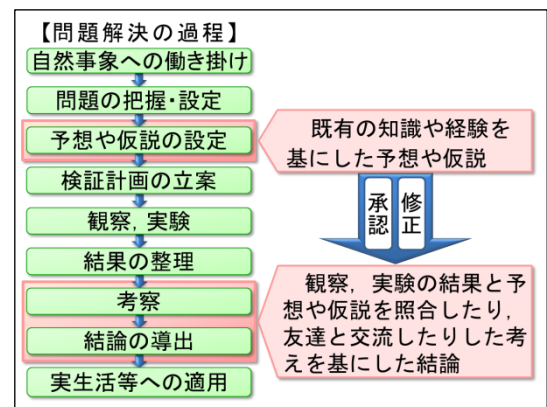 【問題解決の過程】
自然事象への働き掛け
問題の把握・設定
予想や仮説の設定
検証計画の立案
観察，実験
結果の整理
考察
結論の導出
実生活等への適用
既有の知識や経験を
基にした予想や仮説
承認
修正
観察，実験の結果と予
想や仮説を照合したり，
友達と交流したりした考
えを基にした結論